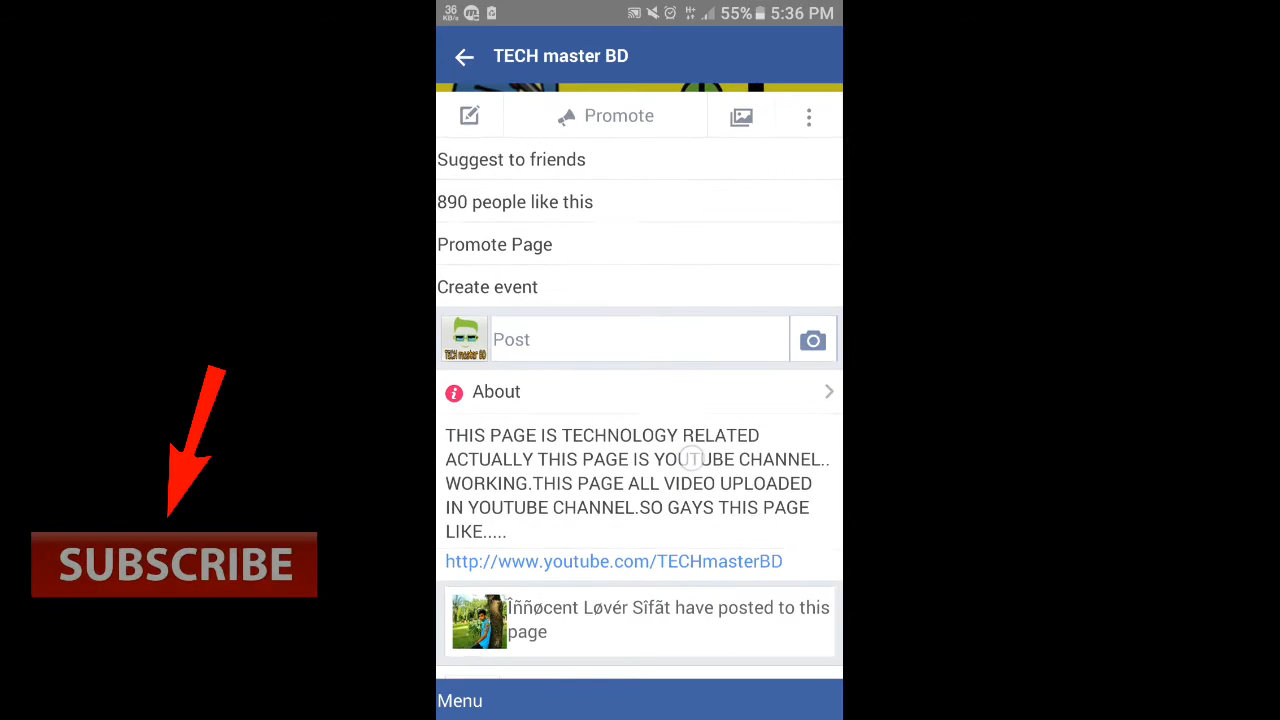 36
KB/s
H+
55%
5:36 PM
TECH master BD
Promote
Suggest to friends
890 people like this
Promote Page
Create event
TECH master BD
Post
About
THIS PAGE IS TECHNOLOGY RELATED
ACTUALLY THIS PAGE IS YOUTUBE CHANNEL..
WORKING.THIS PAGE ALL VIDEO UPLOADED
IN YOUTUBE CHANNEL.SO GAYS THIS PAGE
LIKE.....
http://www.youtube.com/TECHmasterBD
SUBSCRIBE
Îññøcent Løvér Sîfãt have posted to this
page
Menu